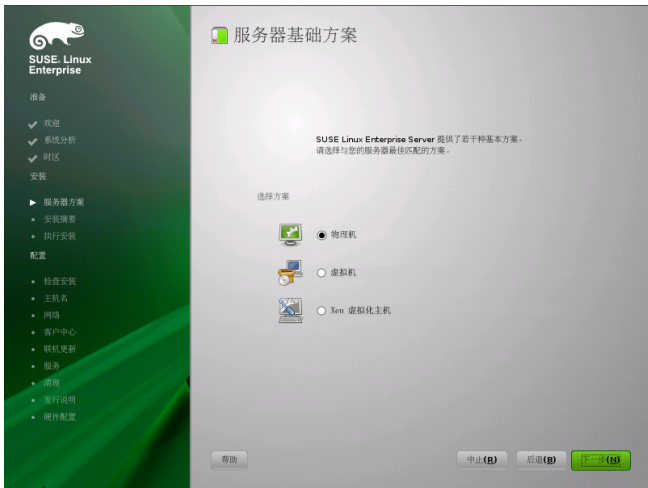 SUSE. Linux
Enterprise
准备
欢迎
系统分析
时区
安装
服务器方案
安装摘要
执行安装
配置
检查安装
主机名
网络
客户中心
联机更新
服务
清理
发行说明
硬件配置
服务器基础方案
SUSE Linux Enterprise Server 提供了若干种基本方案。
请选择与您的服务器最佳匹配的方案。
选择方案
物理机
虚拟机
Xen 虚拟化主机
帮助
中止(R)
后退(B)
下一步(N)